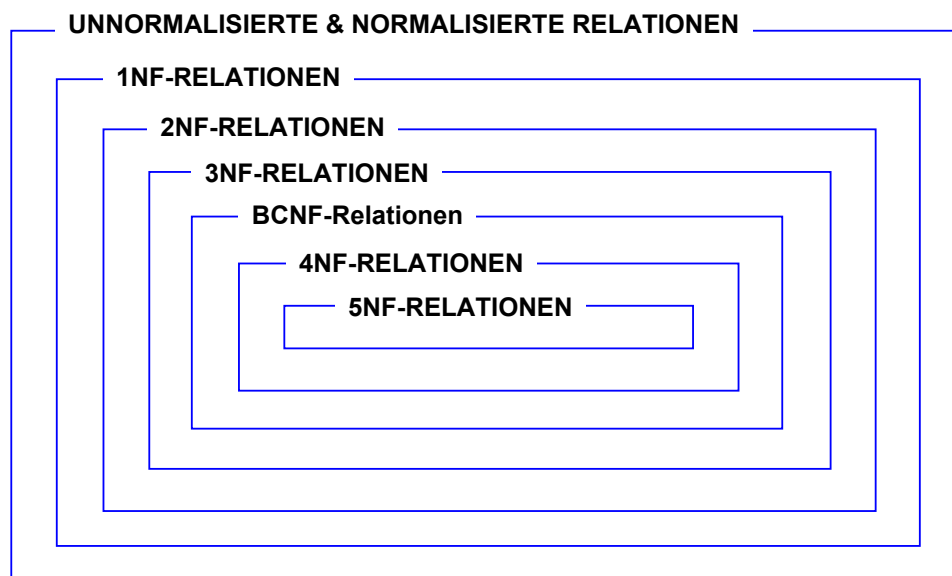 UNNORMALISIERTE & NORMALISIERTE RELATIONEN
1NF-RELATIONEN
2NF-RELATIONEN
3NF-RELATIONEN
BCNF-Relationen
4NF-RELATIONEN
5NF-RELATIONEN